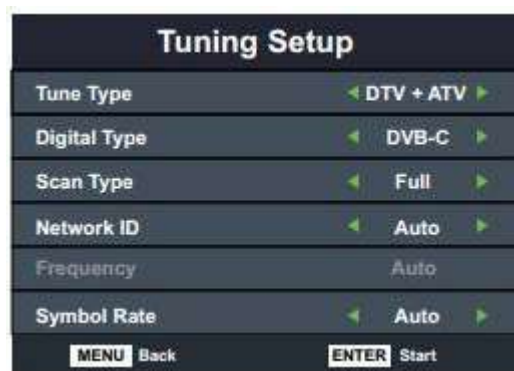 Tuning Setup
Tune Type DTV + ATV
Digital Type DVB-C
Scan Type Full
Network ID Auto
Frequency Auto
Symbol Rate Auto
MENU Back ENTER Start